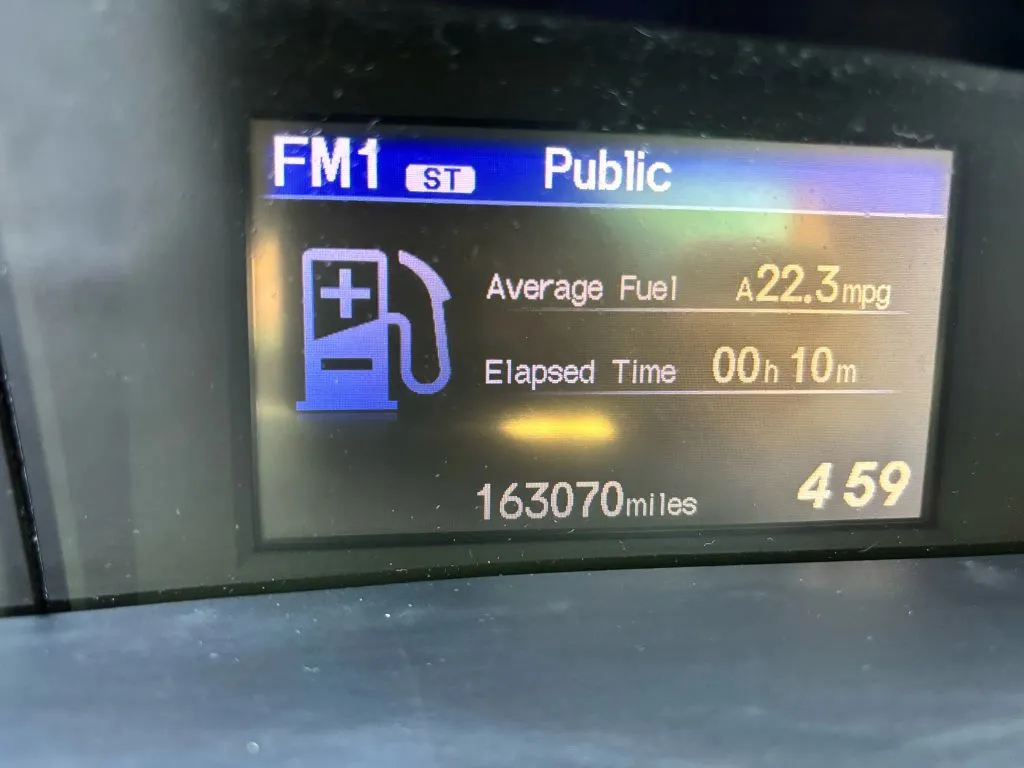 FM1 ST Public
Average Fuel A22.3mpg
Elapsed Time 00h 10m
163070miles 4 59